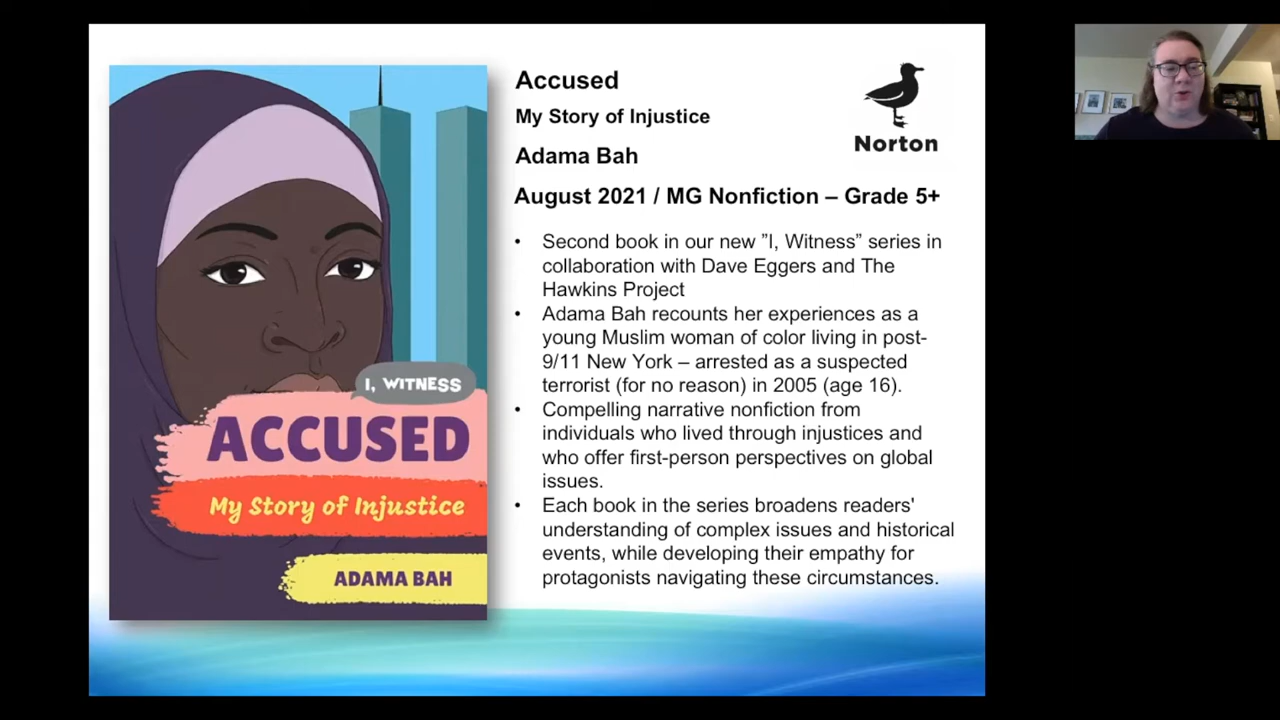 Accused
My Story of Injustice
Adama Bah
August 2021 / MG Nonfiction – Grade 5+
Norton
• Second book in our new ”I, Witness” series in
collaboration with Dave Eggers and The
Hawkins Project
• Adama Bah recounts her experiences as a
young Muslim woman of color living in post-
9/11 New York – arrested as a suspected
terrorist (for no reason) in 2005 (age 16).
• Compelling narrative nonfiction from
individuals who lived through injustices and
who offer first-person perspectives on global
issues.
• Each book in the series broadens readers'
understanding of complex issues and historical
events, while developing their empathy for
protagonists navigating these circumstances.
I, WITNESS
ACCUSED
My Story of Injustice
ADAMA BAH